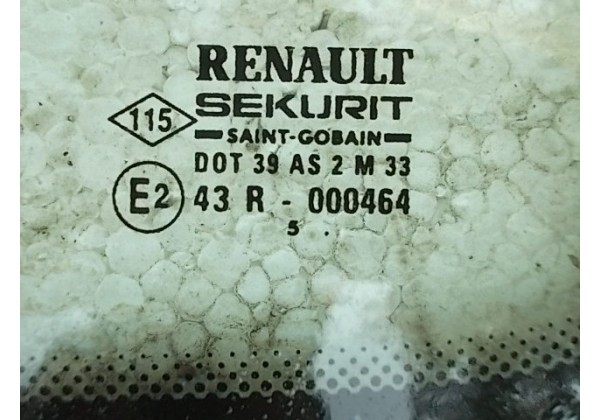 RENAULT
SEKURIT
115
SAINT-GOBAIN
DOT 39 AS 2 M 33
E2
43 R - 000464
5 .